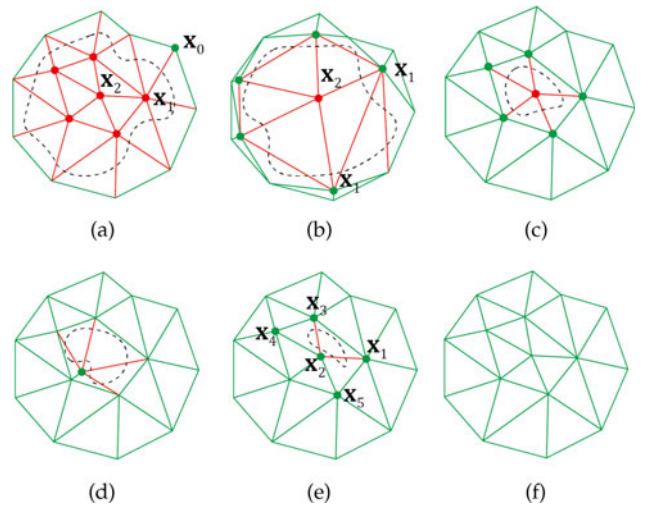 x₀
x₂
x₁
(a)
x₂
x₁
x₁
(b)
(c)
(d)
x₃
x₄
x₂
x₁
x₅
(e)
(f)